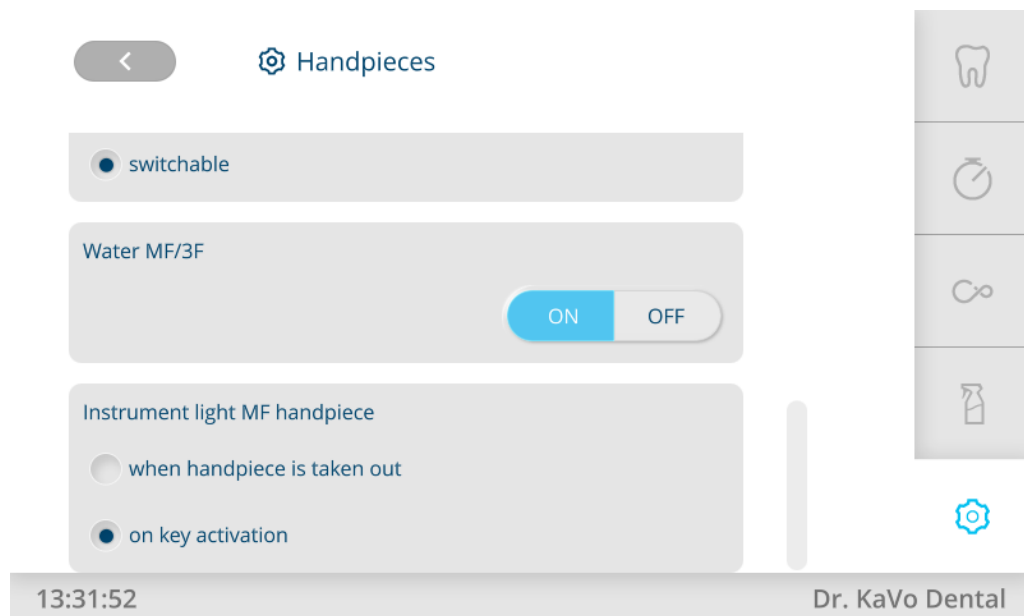 Handpieces
switchable
Water MF/3F
ON OFF
Instrument light MF handpiece
when handpiece is taken out
on key activation
13:31:52 Dr. KaVo Dental